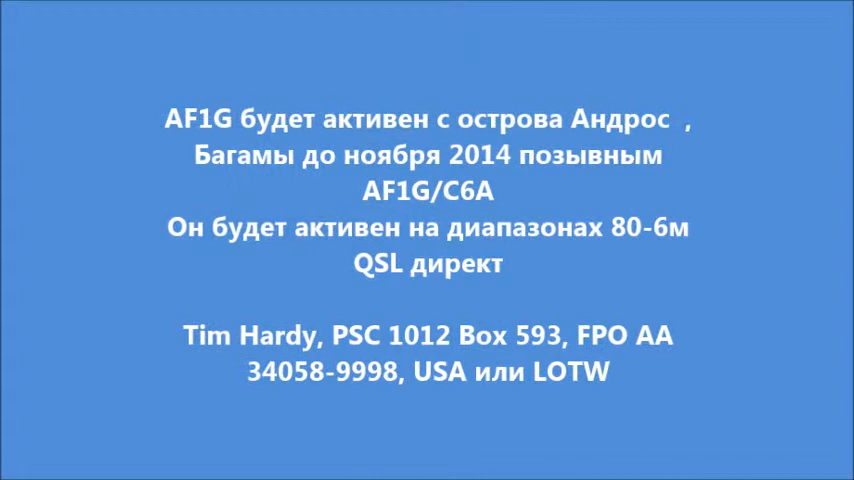 AF1G будет активен с острова Андрос  ,
Багамы до ноября 2014 позывным
AF1G/C6A
Он будет активен на диапазонах 80-6м
QSL директ
Tim Hardy, PSC 1012 Box 593, FPO AA
34058-9998, USA или LOTW